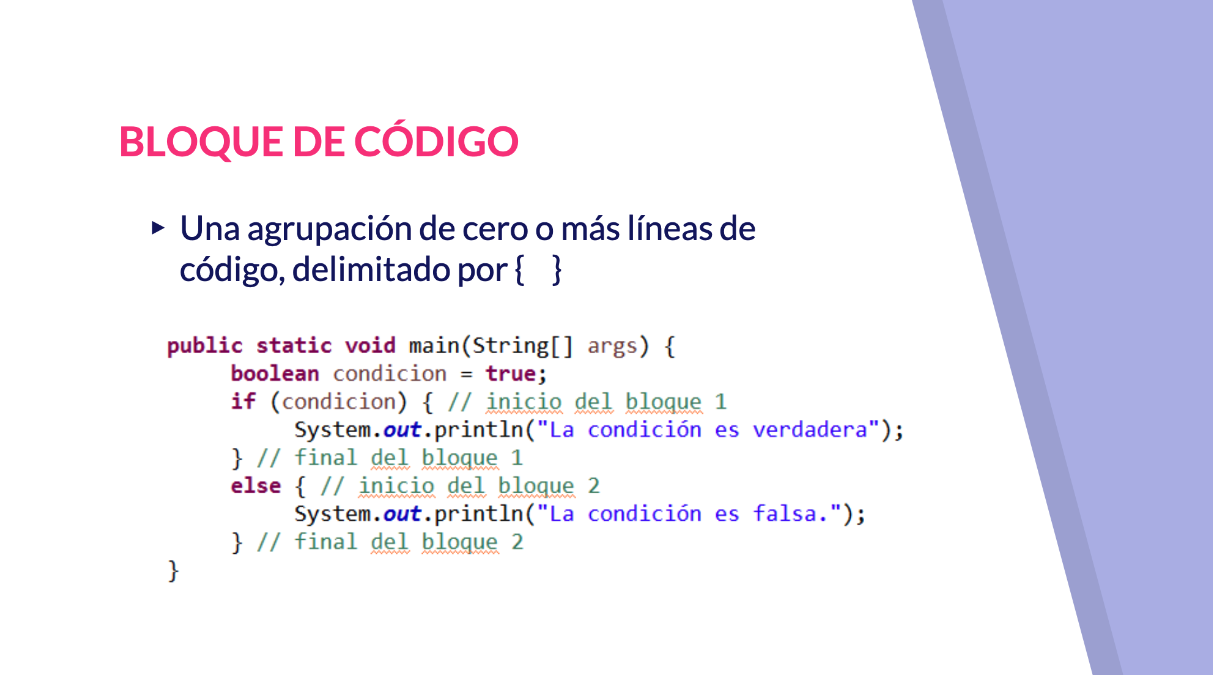 BLOQUE DE CÓDIGO
▸ Una agrupación de cero o más líneas de
código, delimitado por { }
public static void main(String[] args) {
boolean condicion = true;
if (condicion) { // inicio del bloque 1
System.out.println("La condición es verdadera");
} // final del bloque 1
else { // inicio del bloque 2
System.out.println("La condición es falsa.");
} // final del bloque 2
}